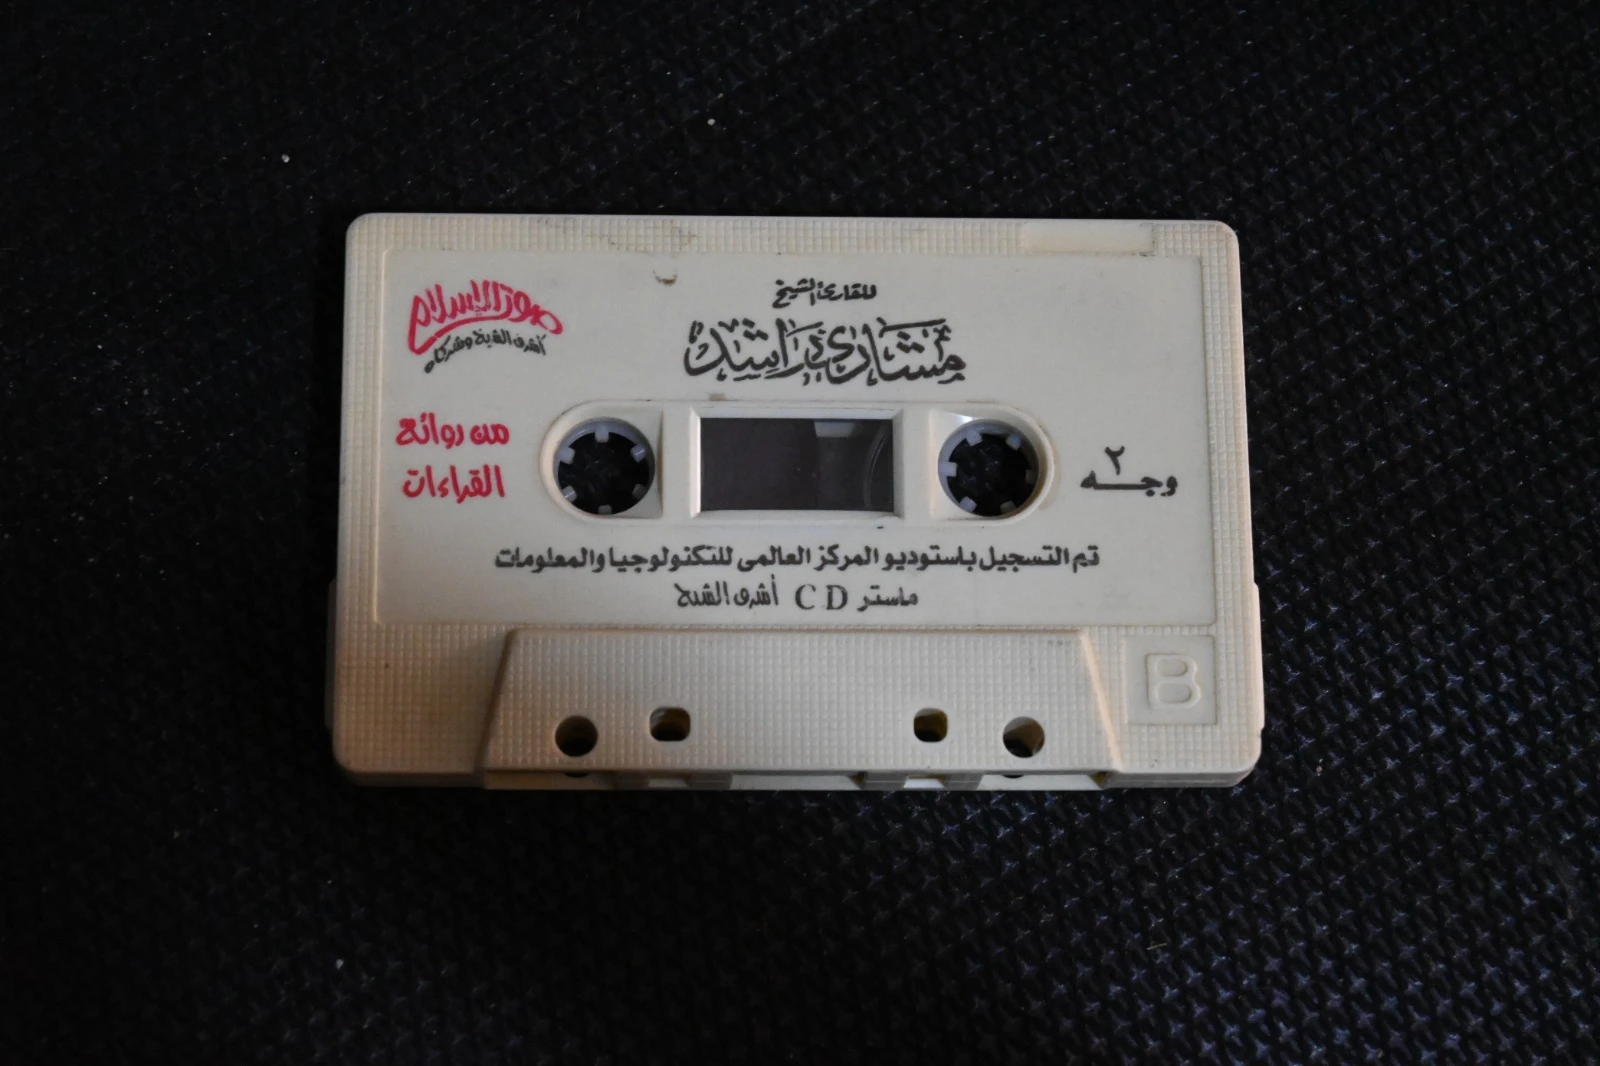 للقارئ الشيخ
مشاري راشد
صوت الإسلام
أشرف الشيخ وشركاه
من روائع
القراءات
وجه ٢
تم التسجيل باستوديو المركز العالمى للتكنولوجيا والمعلومات
ماستر CD أشرف الشيخ
B